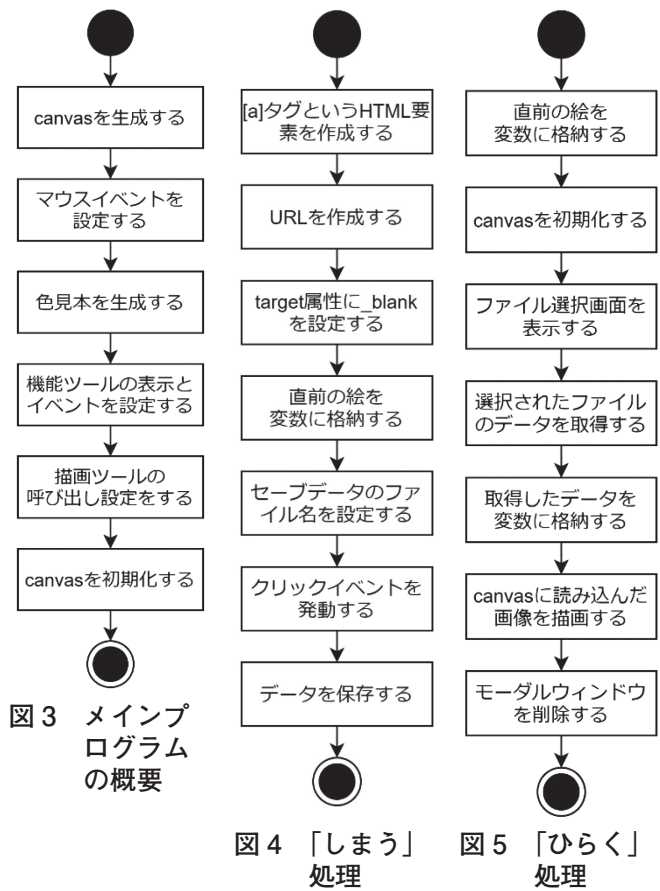 canvasを生成する
マウスイベントを
設定する
色見本を生成する
機能ツールの表示と
イベントを設定する
描画ツールの
呼び出し設定をする
canvasを初期化する
図3 メインプ
ログラム
の概要
[a]タグというHTML要
素を作成する
URLを作成する
target属性に_blank
を設定する
直前の絵を
変数に格納する
セーブデータのファ
イル名を設定する
クリックイベントを
発動する
データを保存する
図4 「しまう」
処理
直前の絵を
変数に格納する
canvasを初期化する
ファイル選択画面を
表示する
選択されたファイル
のデータを取得する
取得したデータを
変数に格納する
canvasに読み込んだ
画像を描画する
モーダルウィンドウ
を削除する
図5 「ひらく」
処理